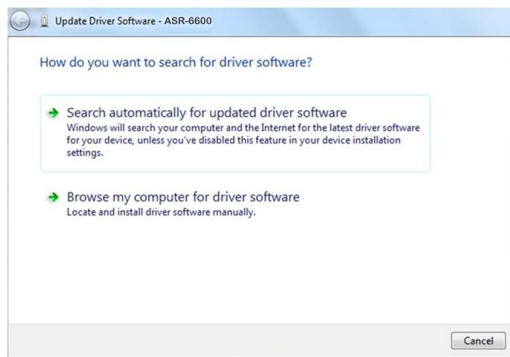 Update Driver Software - ASR-6600
How do you want to search for driver software?
Search automatically for updated driver software
Windows will search your computer and the Internet for the latest driver software
for your device, unless you've disabled this feature in your device installation
settings.
Browse my computer for driver software
Locate and install driver software manually.
Cancel